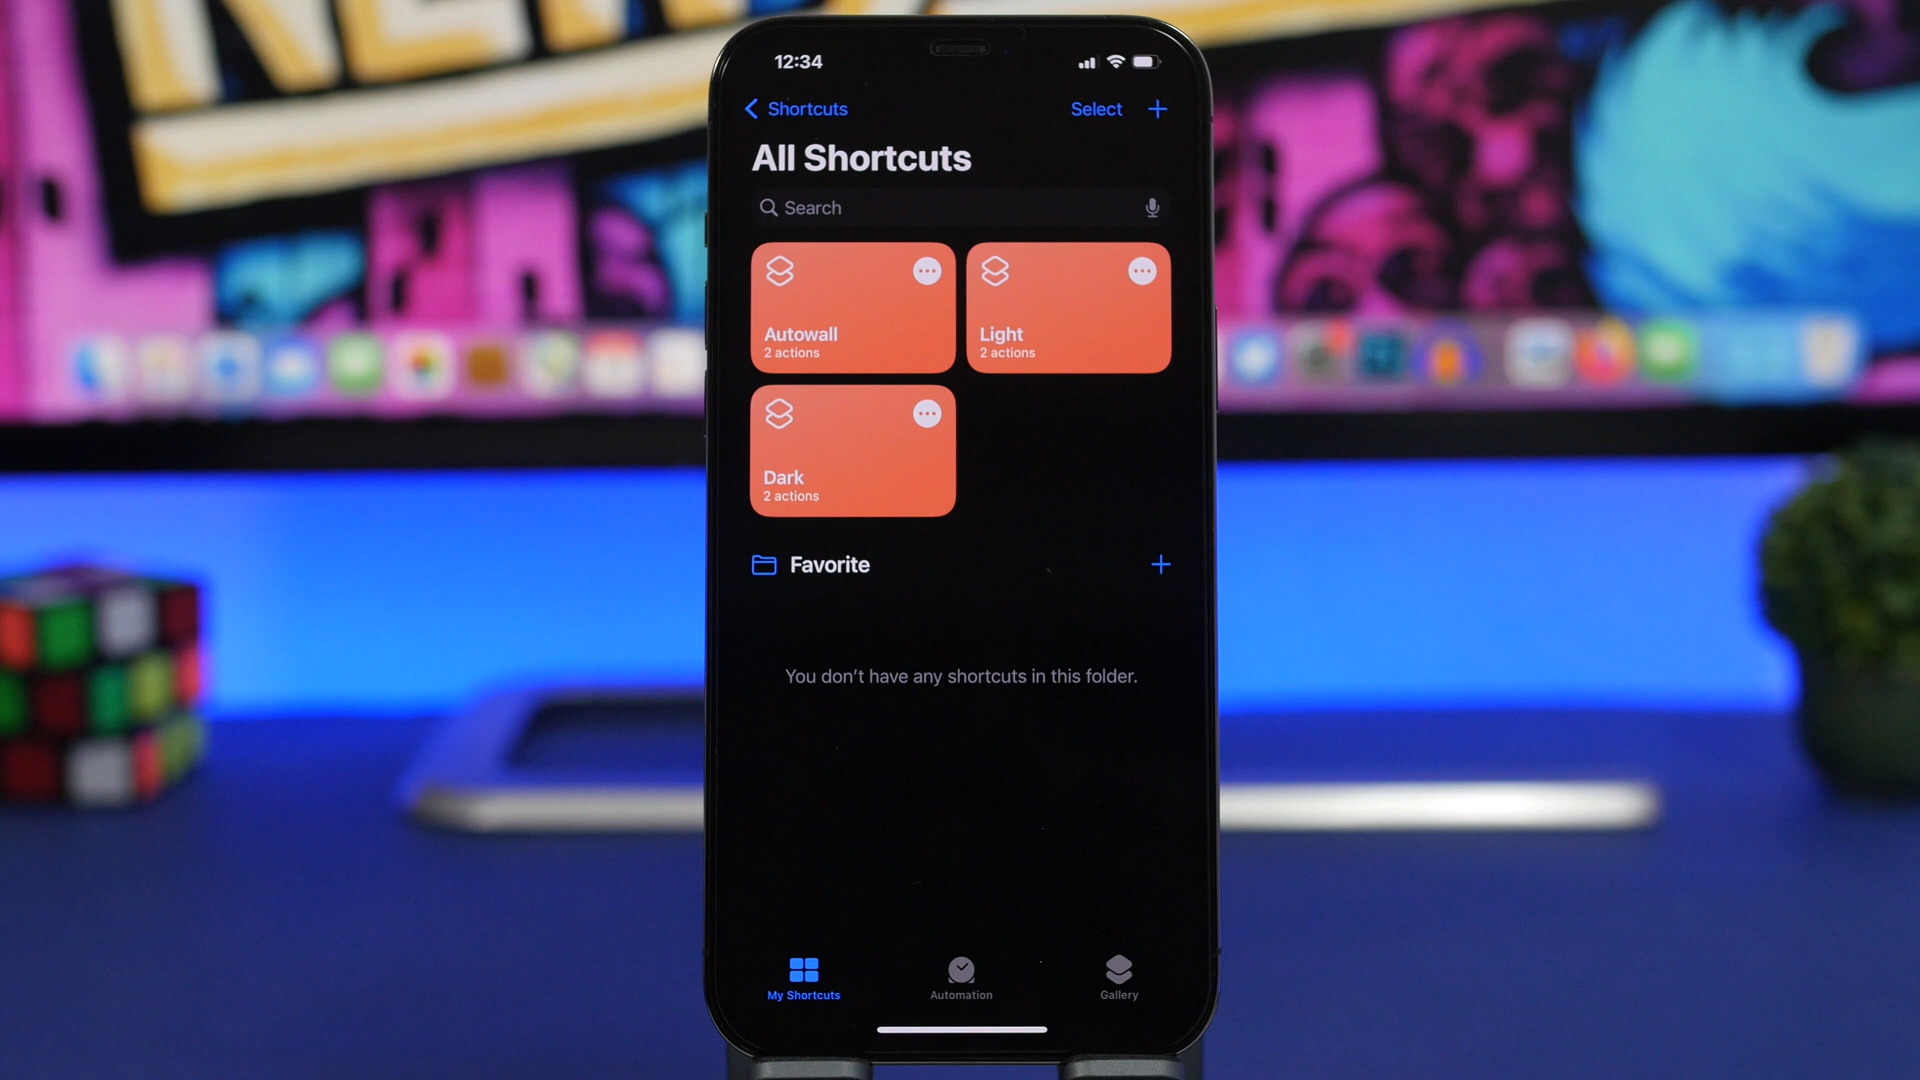 12:34
Shortcuts
Select
All Shortcuts
Search
Autowall
2 actions
Light
2 actions
Dark
2 actions
Favorite
You don’t have any shortcuts in this folder.
My Shortcuts
Automation
Gallery